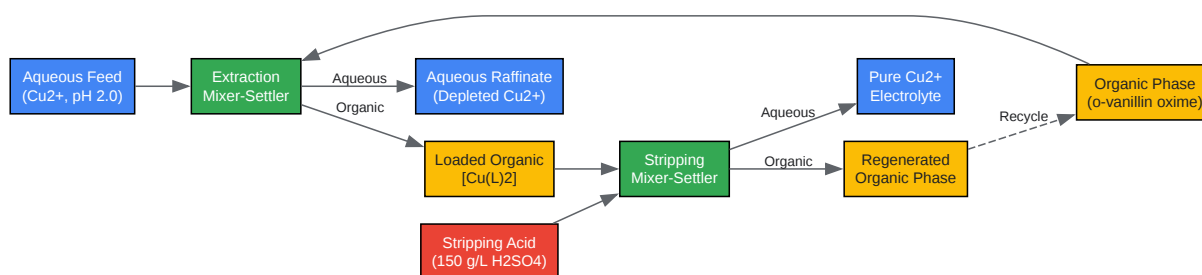 Aqueous Feed
(Cu2+, pH 2.0)
Extraction
Mixer-Settler
Aqueous
Organic
Aqueous Raffinate
(Depleted Cu2+)
Loaded Organic
[Cu(L)2]
Stripping Acid
(150 g/L H2SO4)
Stripping
Mixer-Settler
Aqueous
Organic
Pure Cu2+
Electrolyte
Regenerated
Organic Phase
Recycle
Organic Phase
(o-vanillin oxime)